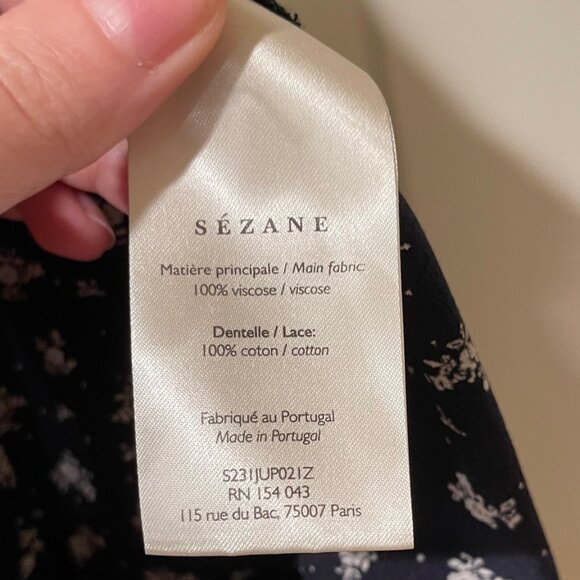 SÉZANE
Matière principale / Main fabric:
100% viscose / viscose
Dentelle / Lace:
100% coton / cotton
Fabriqué au Portugal
Made in Portugal
S231JUP021Z
RN 154 043
115 rue du Bac, 75007 Paris